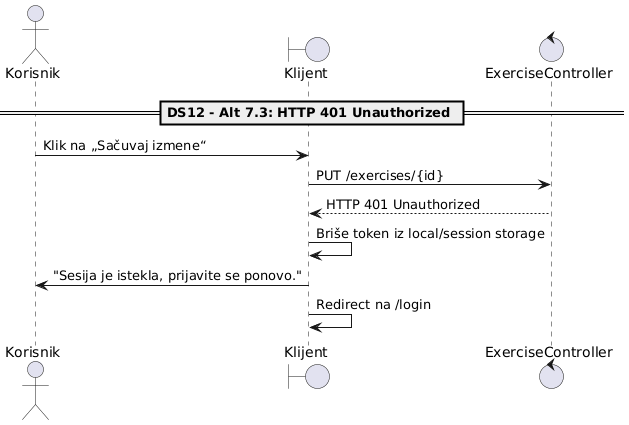 Korisnik
Klijent
ExerciseController
DS12 - Alt 7.3: HTTP 401 Unauthorized
Klik na „Sačuvaj izmene“
PUT /exercises/{id}
HTTP 401 Unauthorized
Briše token iz local/session storage
"Sesija je istekla, prijavite se ponovo."
Redirect na /login
Korisnik
Klijent
ExerciseController